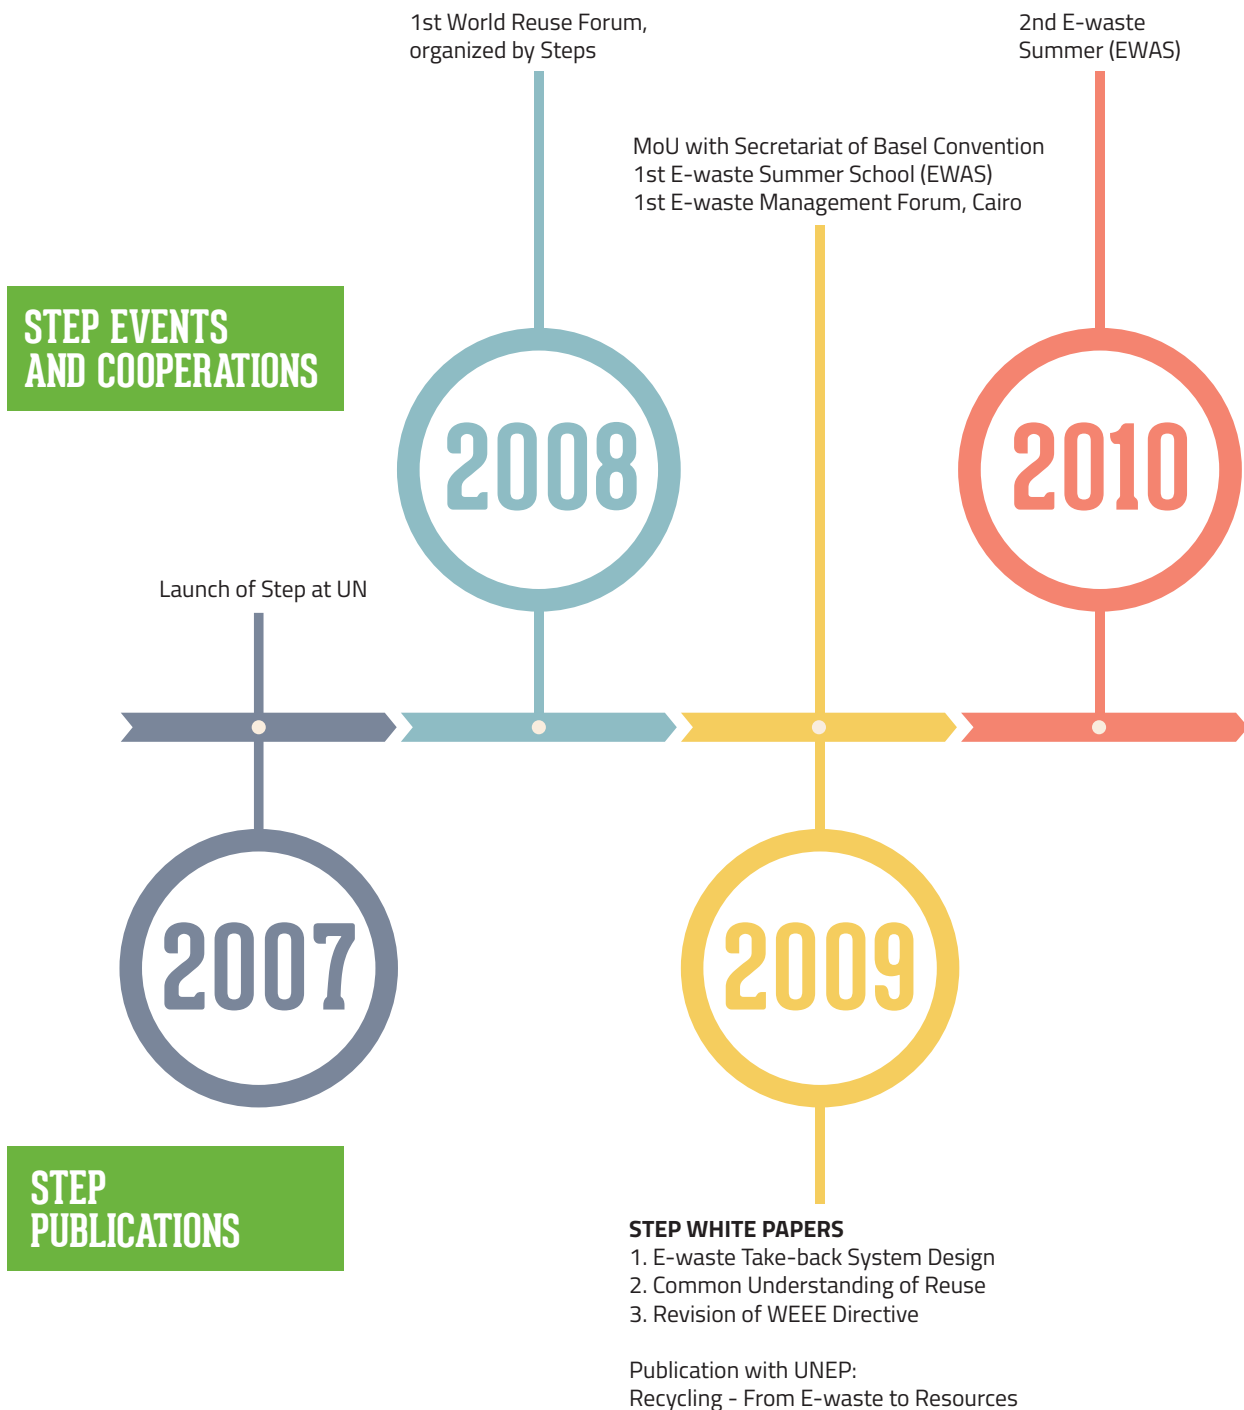 1st World Reuse Forum,
organized by Steps
2nd E-waste
Summer (EWAS)
MoU with Secretariat of Basel Convention
1st E-waste Summer School (EWAS)
1st E-waste Management Forum, Cairo
STEP EVENTS
AND COOPERATIONS
2008
2010
Launch of Step at UN
2007
2009
STEP
PUBLICATIONS
STEP WHITE PAPERS
1. E-waste Take-back System Design
2. Common Understanding of Reuse
3. Revision of WEEE Directive
Publication with UNEP:
Recycling - From E-waste to Resources